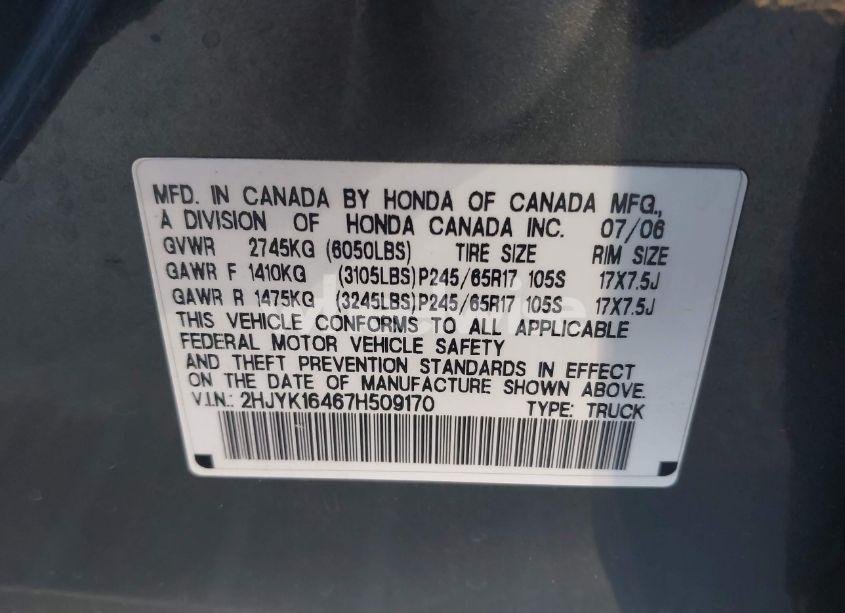 MFD. IN CANADA BY HONDA OF CANADA MFG.,
A DIVISION OF HONDA CANADA INC. 07/06
GVWR 2745KG (6050LBS) TIRE SIZE RIM SIZE
GAWR F 1410KG (3105LBS) P245/65R17 105S 17X7.5J
GAWR R 1475KG (3245LBS) P245/65R17 105S 17X7.5J
THIS VEHICLE CONFORMS TO ALL APPLICABLE
FEDERAL MOTOR VEHICLE SAFETY
AND THEFT PREVENTION STANDARDS IN EFFECT
ON THE DATE OF MANUFACTURE SHOWN ABOVE.
V.I.N.: 2HJYK16467H509170 TYPE: TRUCK